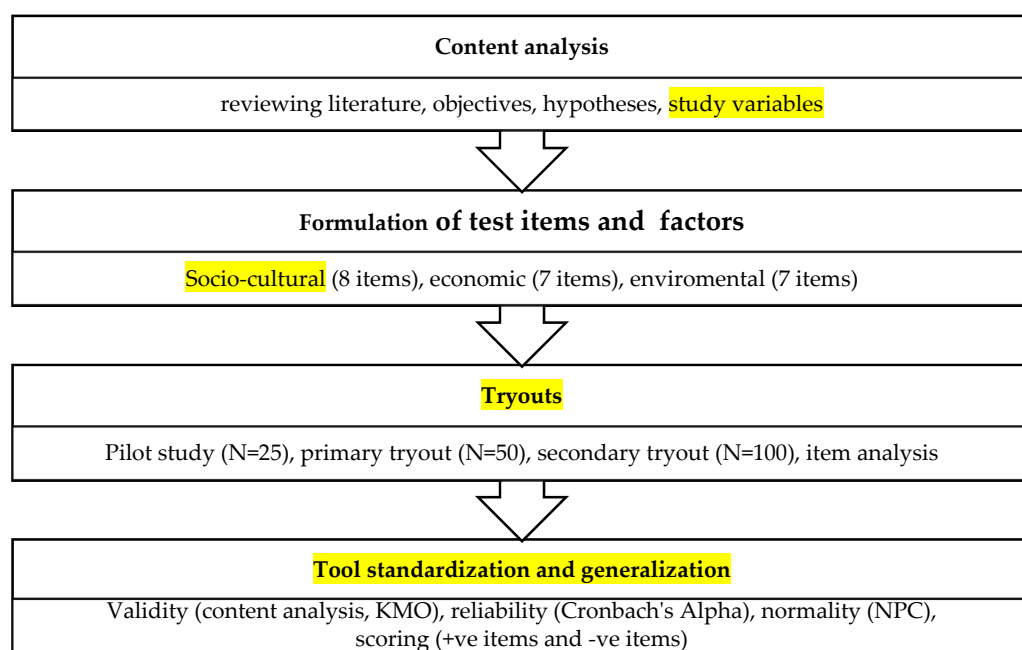 Content analysis
reviewing literature, objectives, hypotheses, study variables
Formulation of test items and factors
Socio-cultural (8 items), economic (7 items), enviromental (7 items)
Tryouts
Pilot study (N=25), primary tryout (N=50), secondary tryout (N=100), item analysis
Tool standardization and generalization
Validity (content analysis, KMO), reliability (Cronbach's Alpha), normality (NPC),
scoring (+ve items and -ve items)